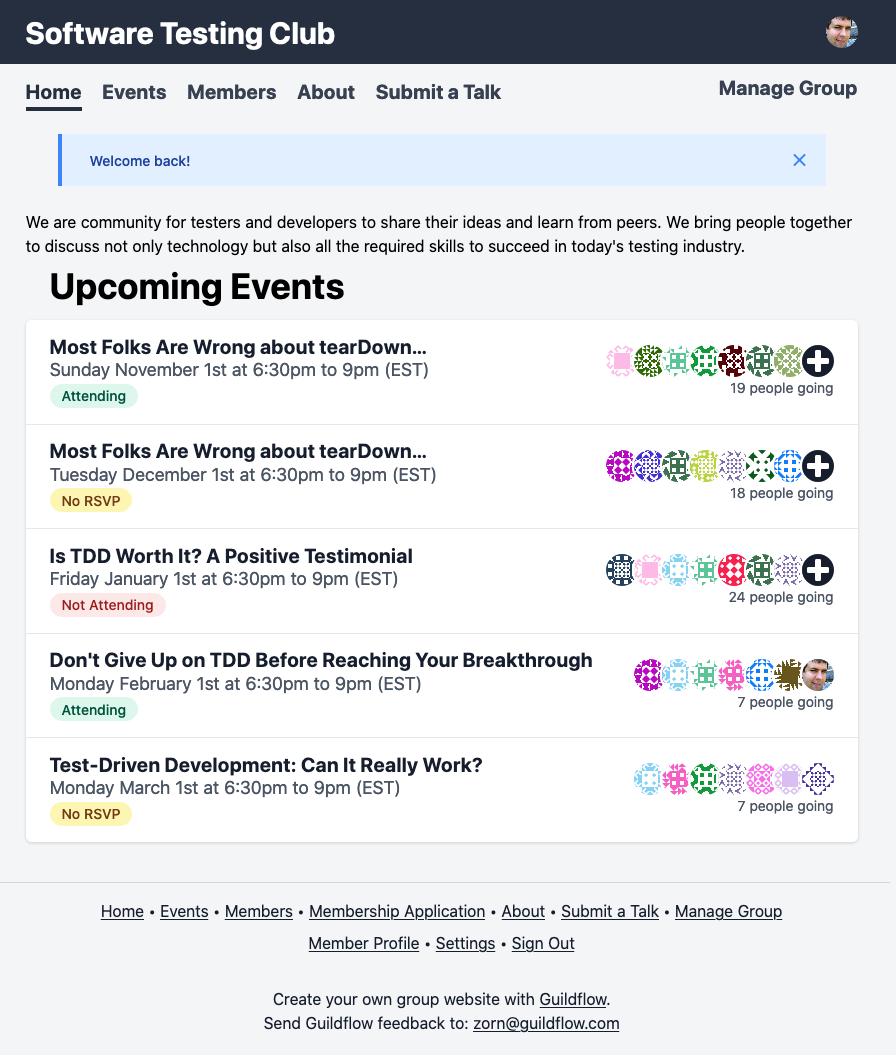 Software Testing Club
Home Events Members About Submit a Talk Manage Group
Welcome back!
We are community for testers and developers to share their ideas and learn from peers. We bring people together
to discuss not only technology but also all the required skills to succeed in today's testing industry.
Upcoming Events
Most Folks Are Wrong about tearDown...
Sunday November 1st at 6:30pm to 9pm (EST)
Attending
19 people going
Most Folks Are Wrong about tearDown...
Tuesday December 1st at 6:30pm to 9pm (EST)
No RSVP
18 people going
Is TDD Worth It? A Positive Testimonial
Friday January 1st at 6:30pm to 9pm (EST)
Not Attending
24 people going
Don't Give Up on TDD Before Reaching Your Breakthrough
Monday February 1st at 6:30pm to 9pm (EST)
Attending
7 people going
Test-Driven Development: Can It Really Work?
Monday March 1st at 6:30pm to 9pm (EST)
No RSVP
7 people going
Home • Events • Members • Membership Application • About • Submit a Talk • Manage Group
Member Profile • Settings • Sign Out
Create your own group website with Guildflow.
Send Guildflow feedback to: zorn@guildflow.com